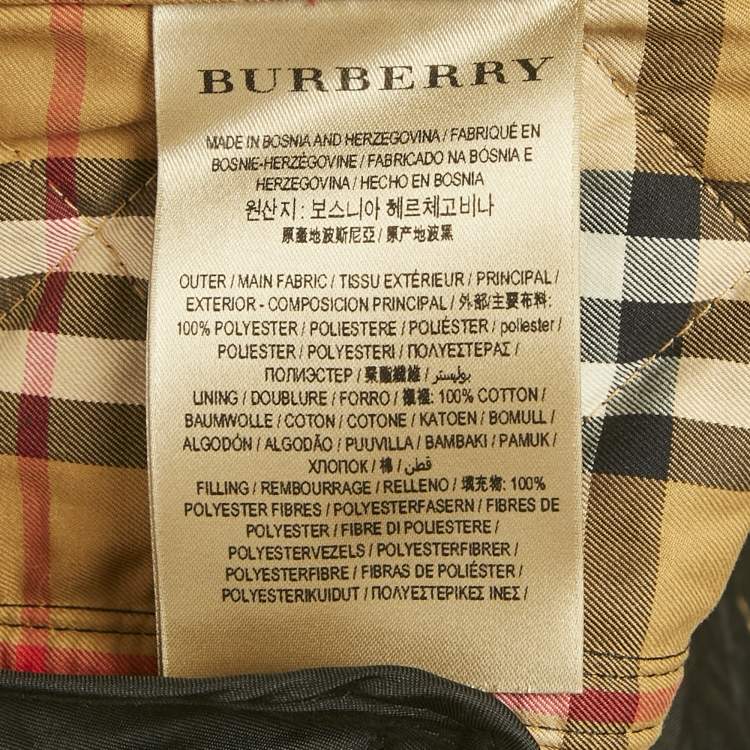 BURBERRY
MADE IN BOSNIA AND HERZEGOVINA / FABRIQUÉ EN
BOSNIE-HERZÉGOVINE / FABRICADO NA BÓSNIA E
HERZEGOVINA / HECHO EN BOSNIA
원산지 : 보스니아 헤르체고비나
原產地波斯尼亞 / 原产地波黑
OUTER / MAIN FABRIC / TISSU EXTÉRIEUR / PRINCIPAL /
EXTERIOR - COMPOSICION PRINCIPAL / 外部/主要布料:
100% POLYESTER / POLIESTERE / POLIÉSTER / poliester /
POLIESTER / POLYESTERI / ΠΟΛΥΕΣΤΕΡΑΣ /
ПОЛИЭСТЕР / 聚酯纖維 / بوليستر /
LINING / DOUBLURE / FORRO / 襯裡: 100% COTTON /
BAUMWOLLE / COTON / COTONE / KATOEN / BOMULL /
ALGODÓN / ALGODÃO / PUUVILLA / BAMBAKI / PAMUK /
ХЛОПОК / 棉 / قطن /
FILLING / REMBOURRAGE / RELLENO / 填充物: 100%
POLYESTER FIBRES / POLYESTERFASERN / FIBRES DE
POLYESTER / FIBRE DI POLIESTERE /
POLYESTERVEZELS / POLYESTERFIBRER /
POLYESTERFIBRE / FIBRAS DE POLIÉSTER /
POLYESTERIKUIDUT / ΠΟΛΥΕΣΤΕΡΙΚΕΣ ΙΝΕΣ /